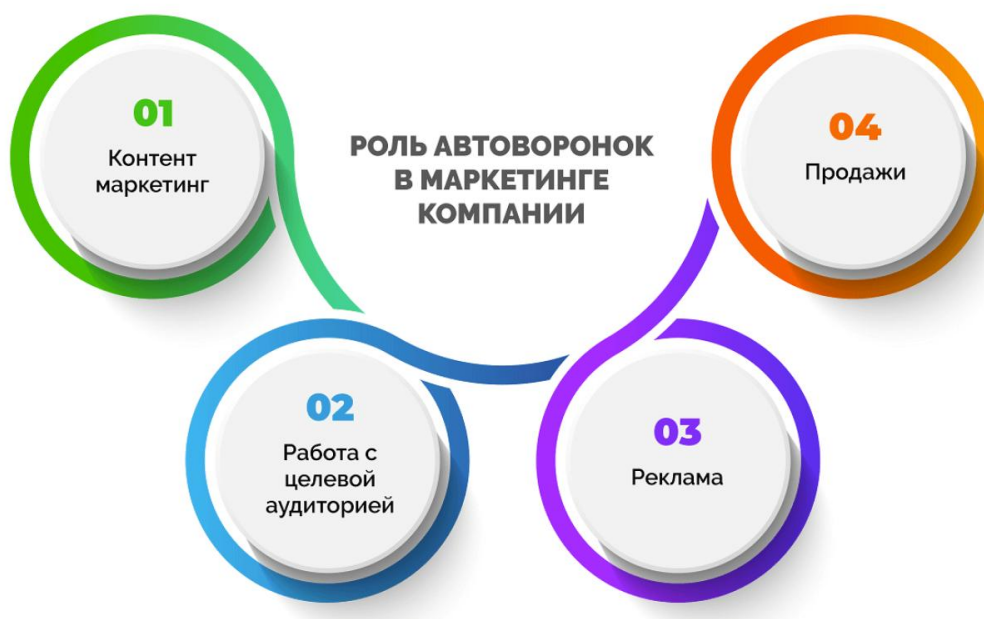 РОЛЬ АВТОВОРОНОК
В МАРКЕТИНГЕ
КОМПАНИИ
01
Контент
маркетинг
02
Работа с
целевой
аудиторией
03
Реклама
04
Продажи